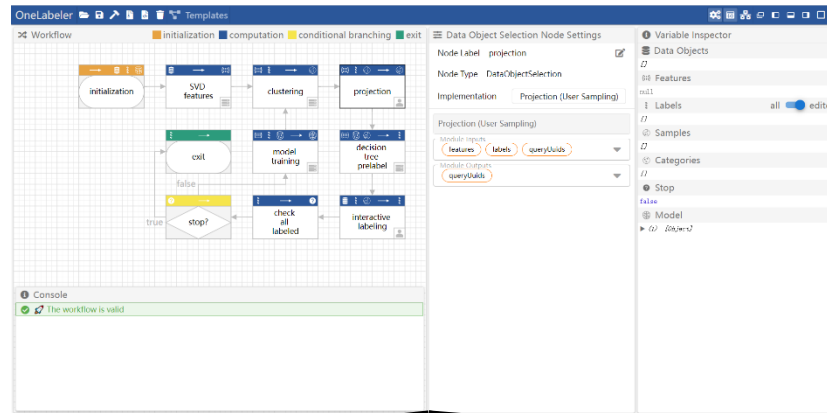 OneLabeler Templates
Workflow
initialization computation conditional branching exit
initialization
SVD
features
clustering
projection
exit
model
training
decision
tree
prelabel
false
true
stop?
check
all
labeled
interactive
labeling
Console
The workflow is valid
Data Object Selection Node Settings
Node Label projection
Node Type DataObjectSelection
Implementation Projection (User Sampling)
Projection (User Sampling)
Module Inputs
features labels queryUuids
Module Outputs
queryUuids
Variable Inspector
Data Objects
[]
Features
null
Labels all edite
[]
Samples
[]
Categories
[]
Stop
false
Model
▶ (1) [Object]